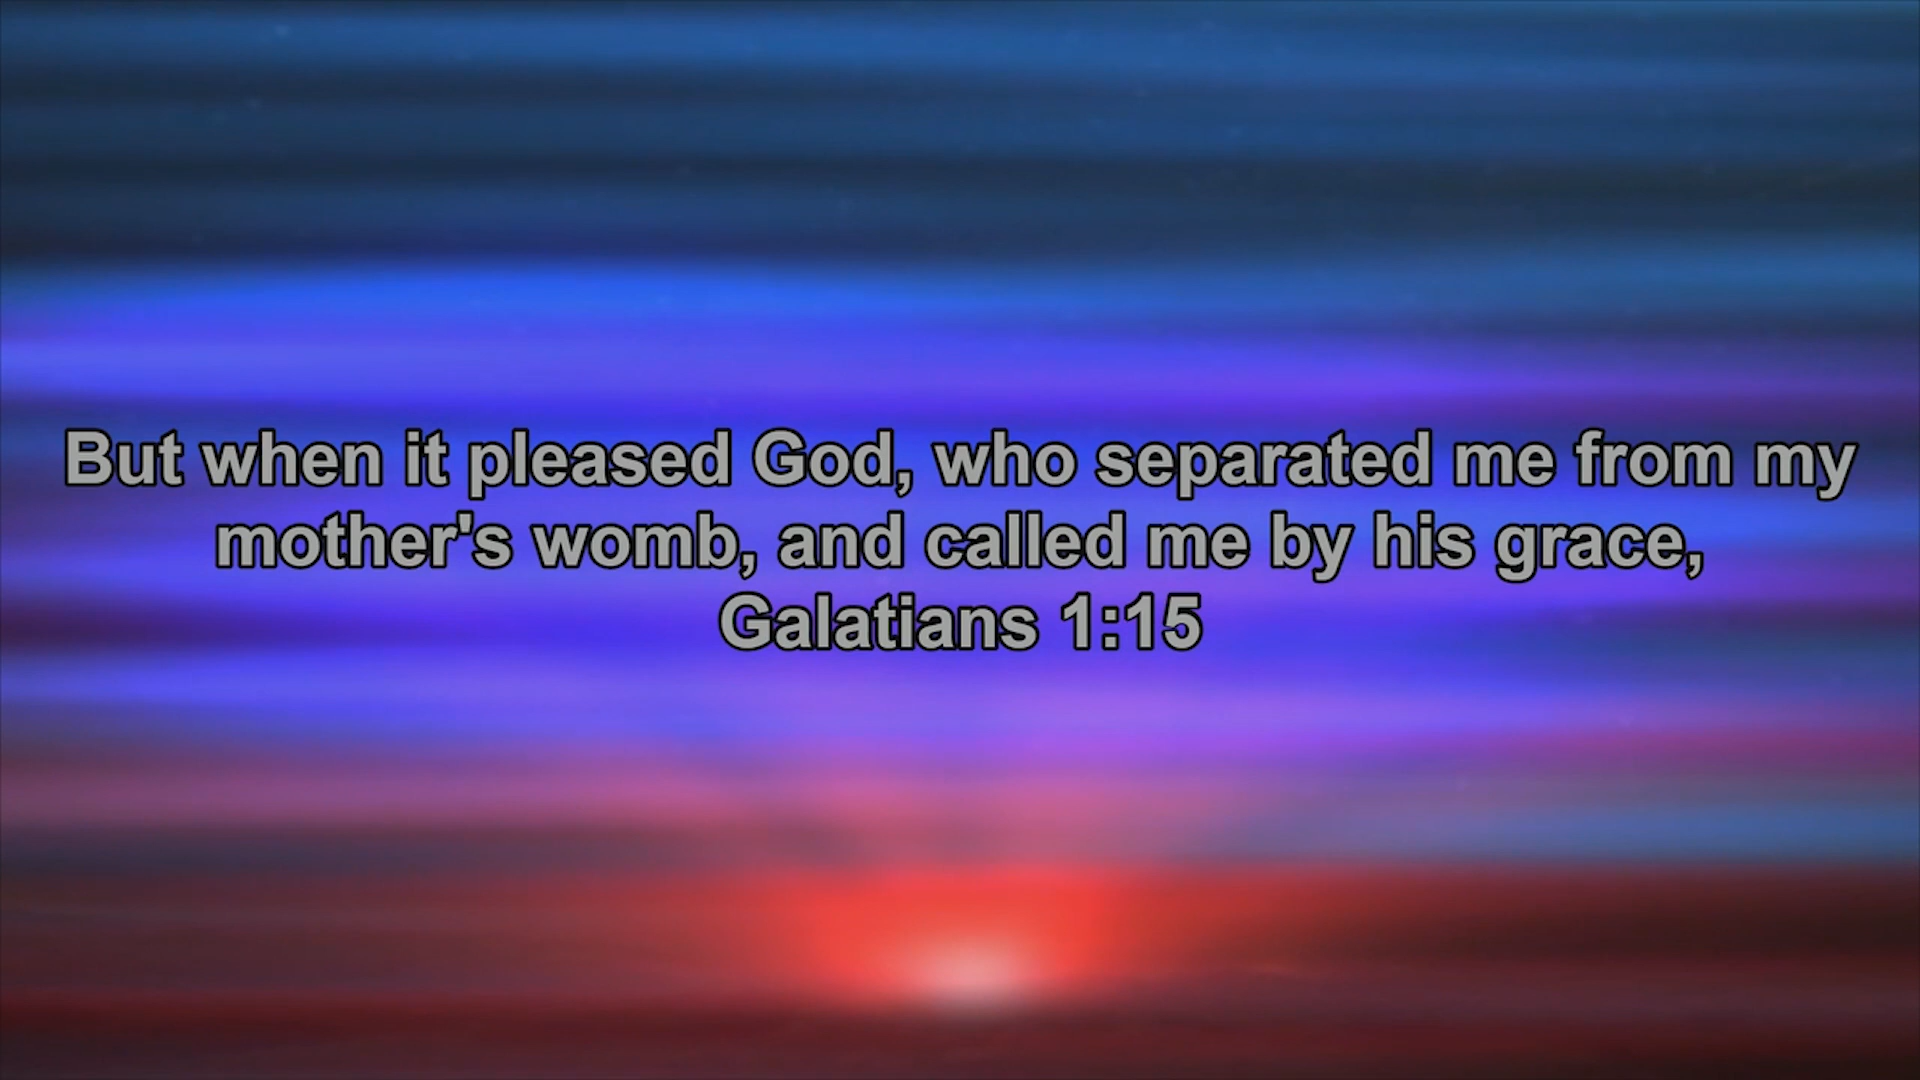 But when it pleased God, who separated me from my
mother's womb, and called me by his grace,
Galatians 1:15